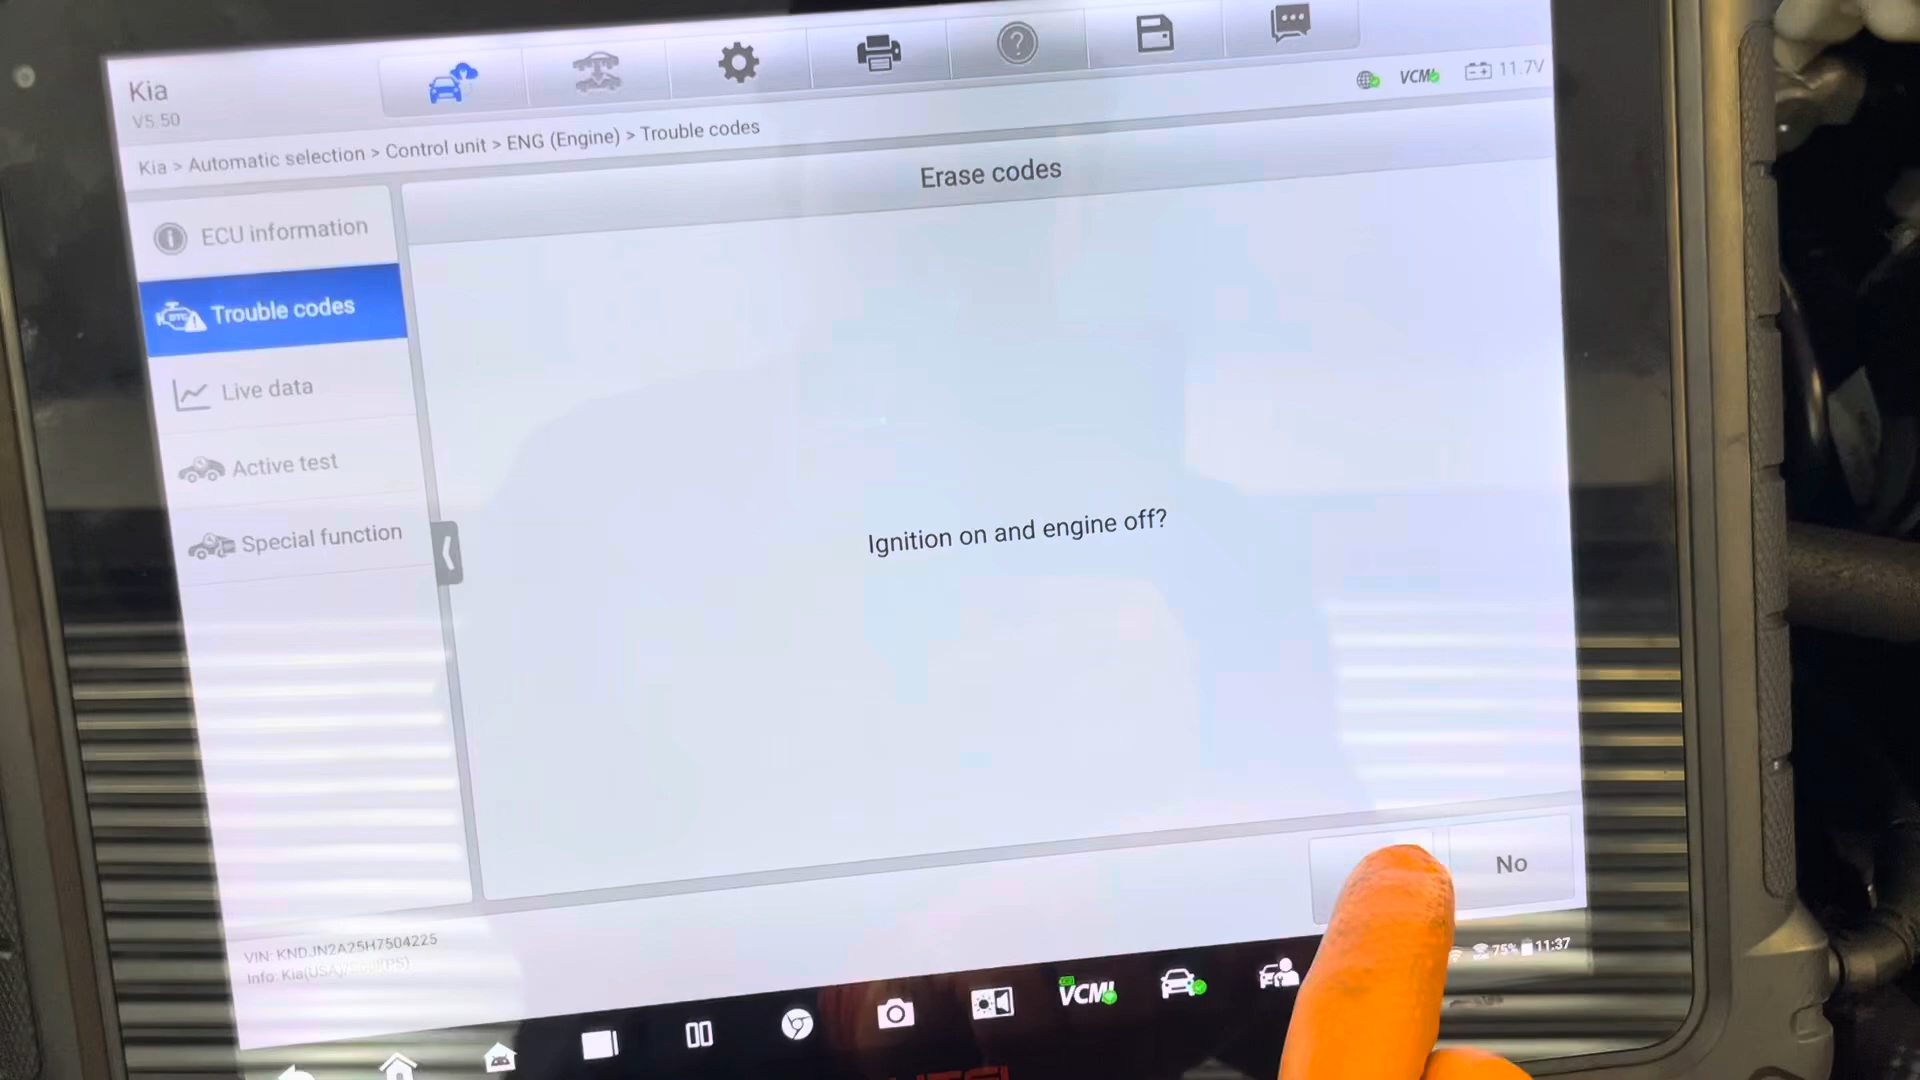 Kia
V5.50
VCMI
11.7V
Kia > Automatic selection > Control unit > ENG (Engine) > Trouble codes
Erase codes
ECU information
Trouble codes
Live data
Active test
Special function
Ignition on and engine off?
No
VIN: KNDJN2A25H7504225
Info: Kia(USA)
VCMI
75%
11:37